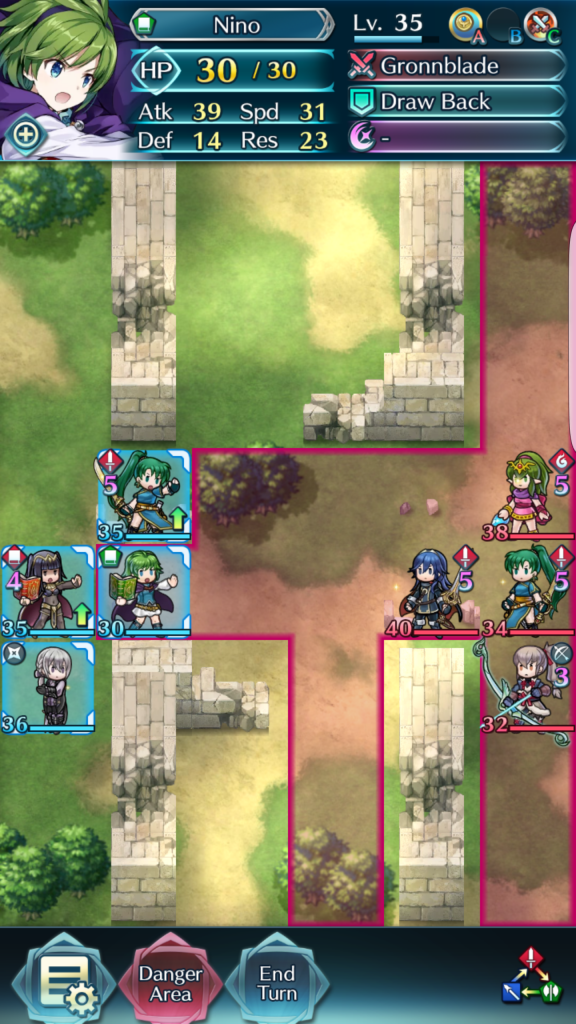 Nino
Lv. 35
A B C
HP 30 / 30
Gronnblade
Atk 39 Spd 31
Draw Back
Def 14 Res 23
-
5
35
5
38
4
35
30
40
5
34
5
36
3
32
Danger
Area
End
Turn